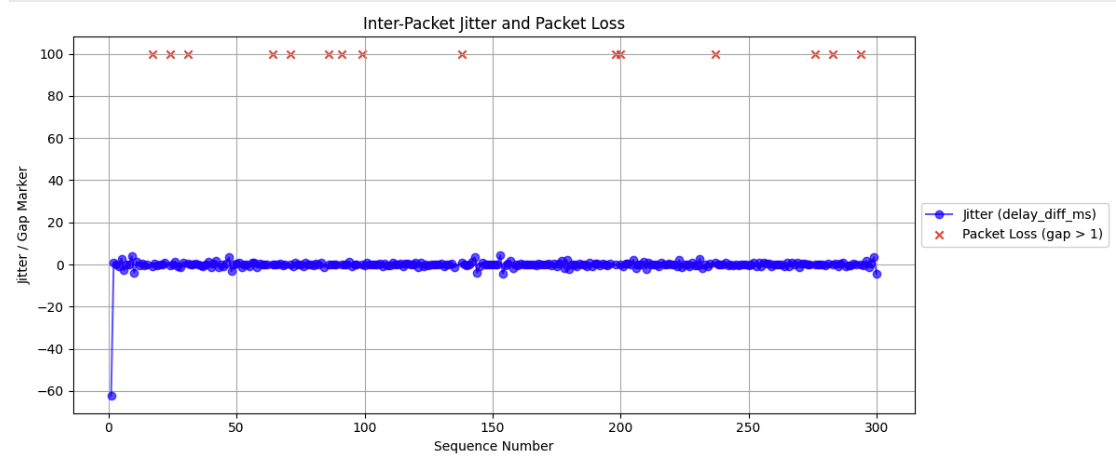 Inter-Packet Jitter and Packet Loss
100
80
60
40
20
0
−20
−40
−60
Jitter / Gap Marker
0 50 100 150 200 250 300
Sequence Number
Jitter (delay_diff_ms)
Packet Loss (gap > 1)